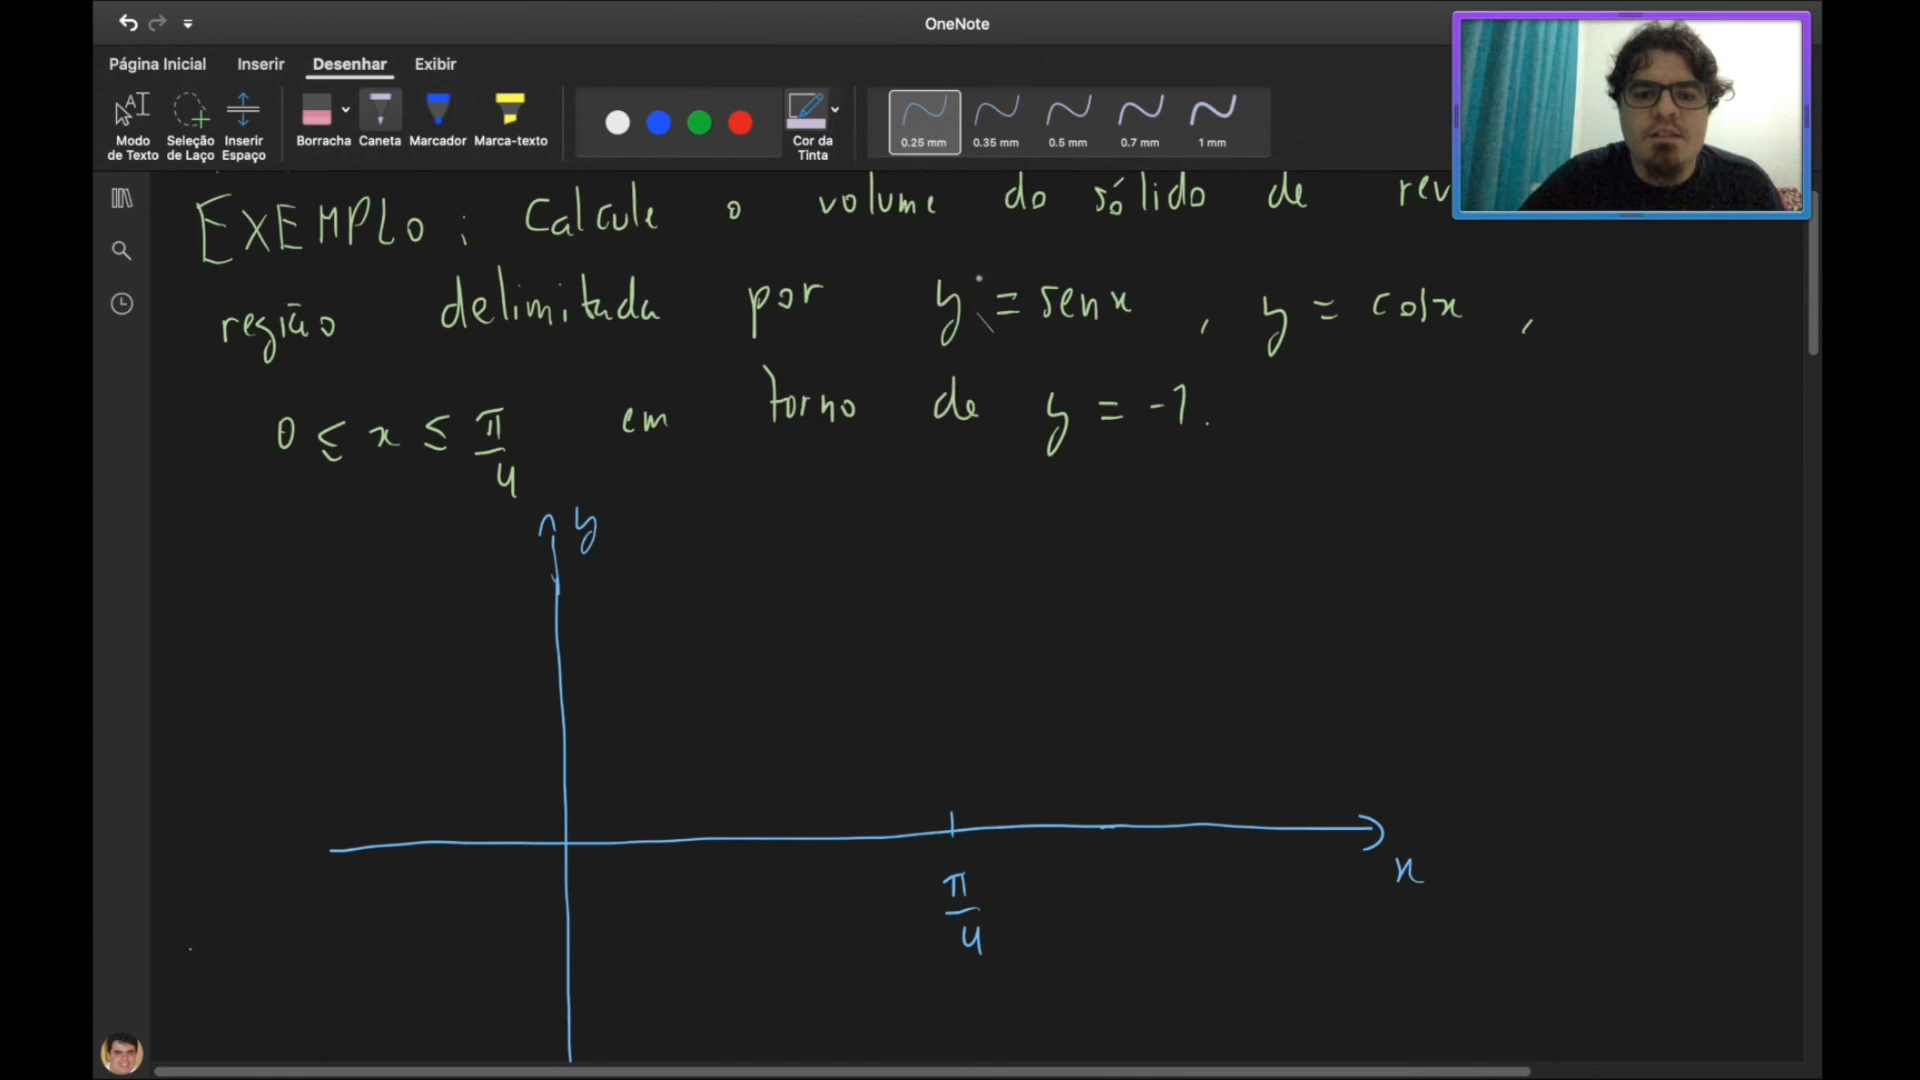 OneNote
Página Inicial Inserir Desenhar Exibir
Modo de Texto Seleção de Laço Inserir Espaço Borracha Caneta Marcador Marca-texto Cor da Tinta 0.25 mm 0.35 mm 0.5 mm 0.7 mm 1 mm
EXEMPLO: Calcule o volume do sólido de rev
região delimitada por y = sen x , y = cos x ,
0 ≤ x ≤ π/4 em torno de y = -1.
y
x
π/4